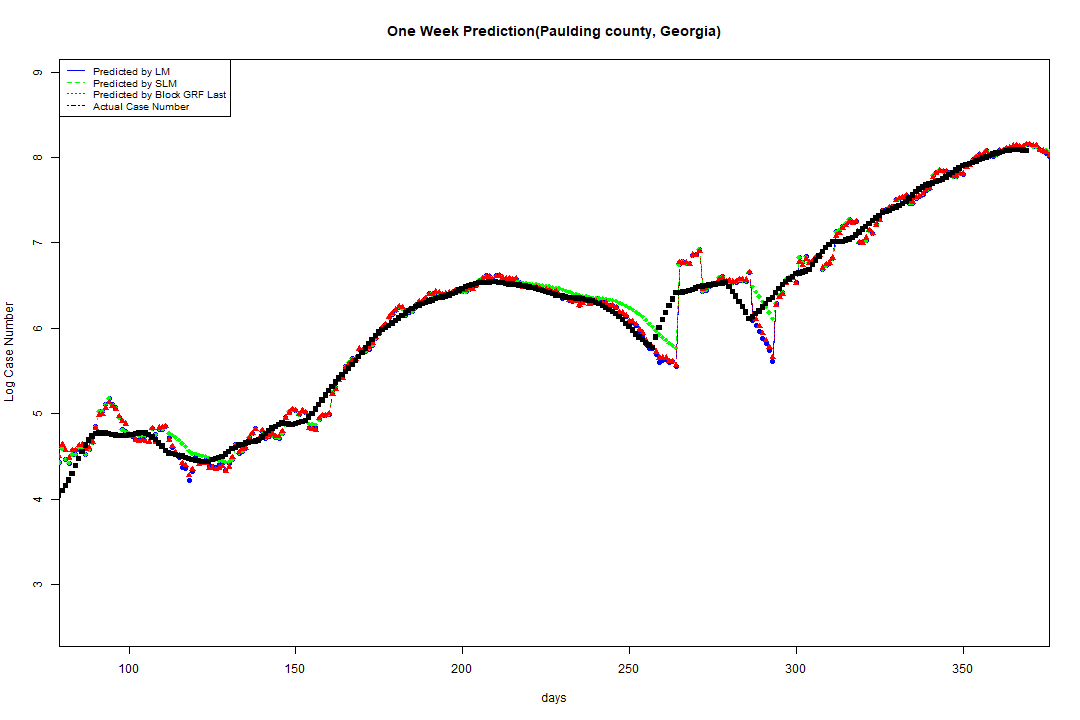 One Week Prediction(Paulding county, Georgia)
Predicted by LM
Predicted by SLM
Predicted by Block GRF Last
Actual Case Number
9
8
7
6
5
4
3
Log Case Number
100 150 200 250 300 350
days